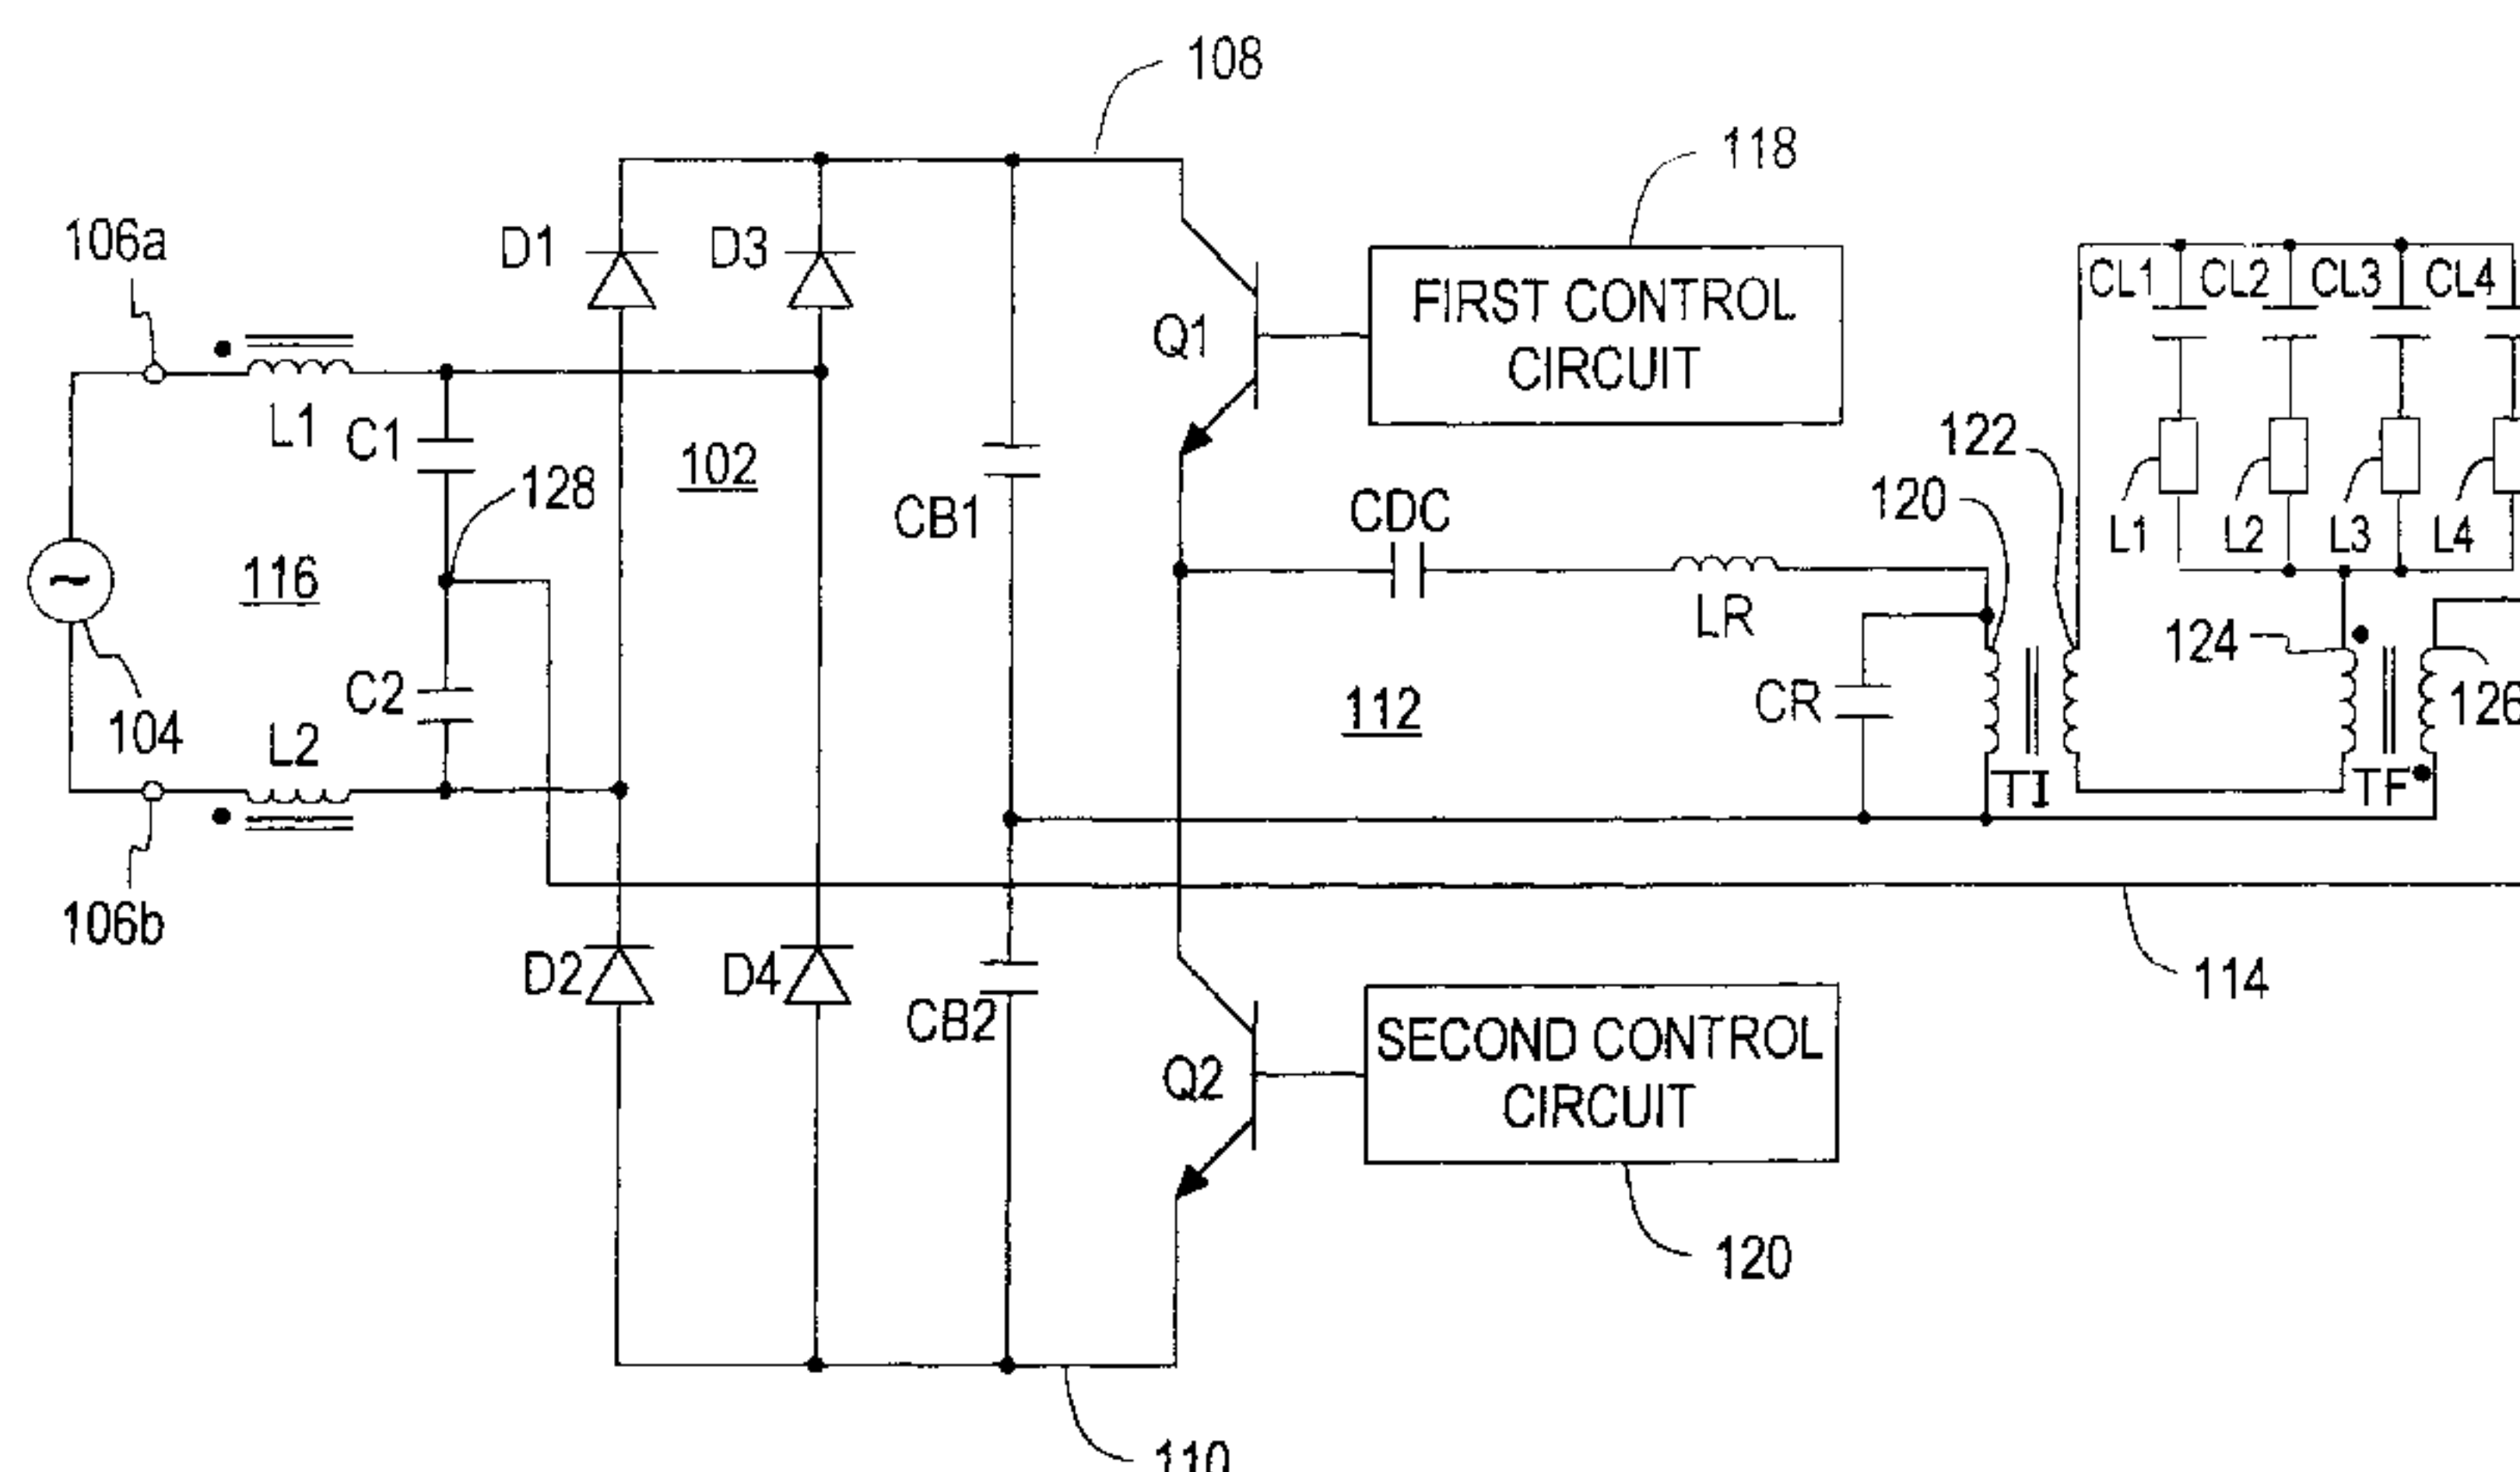 108
118
106a
D1
D3
FIRST CONTROL
CIRCUIT
Q1
CL1
CL2
CL3
CL4
L1
C1
102
128
122
120
CB1
CDC
L1
L2
L3
L4
116
LR
124
C2
112
CR
126
104
L2
TI
TF
106b
D2
D4
114
CB2
SECOND CONTROL
CIRCUIT
Q2
120
110